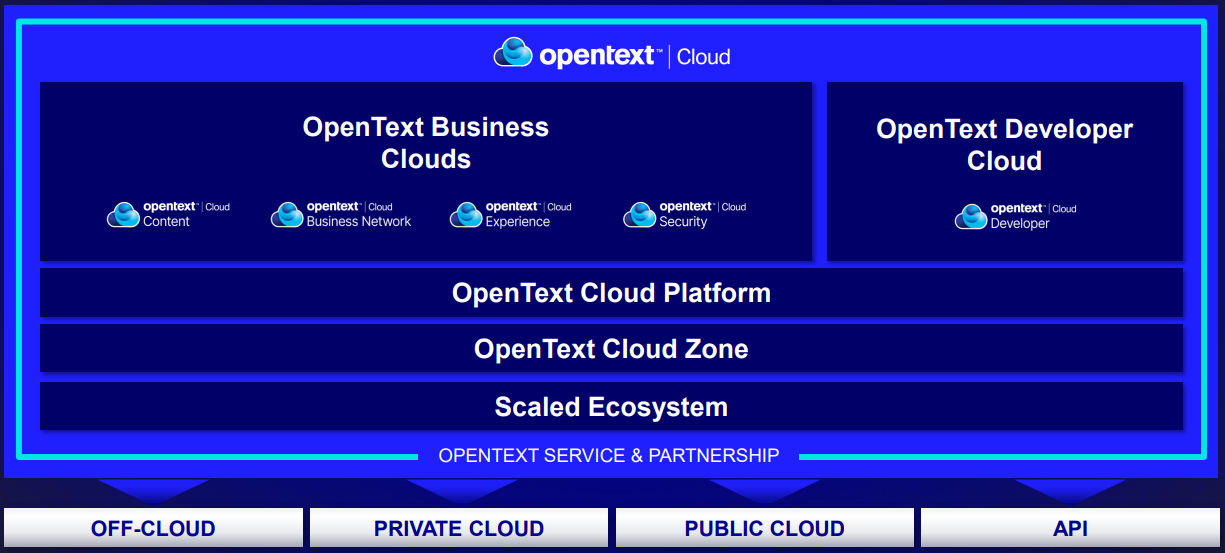 opentext™ | Cloud
OpenText Business
Clouds
OpenText Developer
Cloud
opentext™ | Cloud
Content
opentext™ | Cloud
Business Network
opentext™ | Cloud
Experience
opentext™ | Cloud
Security
opentext™ | Cloud
Developer
OpenText Cloud Platform
OpenText Cloud Zone
Scaled Ecosystem
OPENTEXT SERVICE & PARTNERSHIP
OFF-CLOUD
PRIVATE CLOUD
PUBLIC CLOUD
API